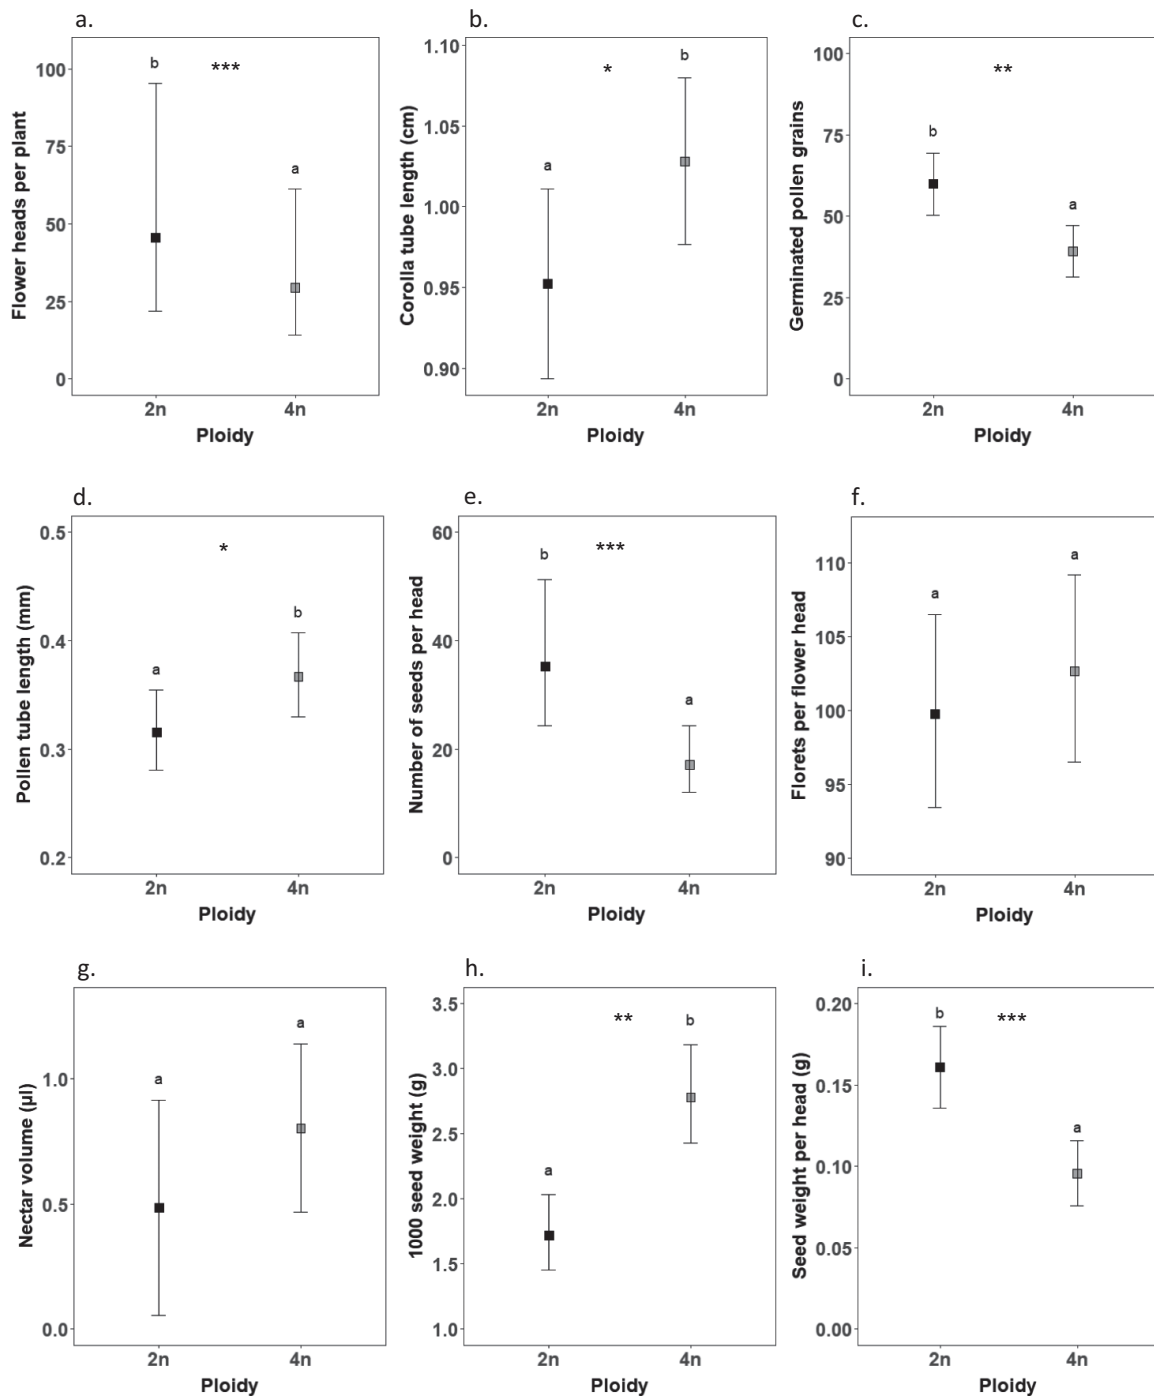 a.
Flower heads per plant
100
75
50
25
0
b
***
a
2n
4n
Ploidy
b.
Corolla tube length (cm)
1.10
1.05
1.00
0.95
0.90
a
*
b
2n
4n
Ploidy
c.
Germinated pollen grains
100
75
50
25
0
b
**
a
2n
4n
Ploidy
d.
Pollen tube length (mm)
0.5
0.4
0.3
0.2
a
*
b
2n
4n
Ploidy
e.
Number of seeds per head
60
40
20
0
b
***
a
2n
4n
Ploidy
f.
Florets per flower head
110
105
100
95
90
a
a
2n
4n
Ploidy
g.
Nectar volume (µl)
1.0
0.5
0.0
a
a
2n
4n
Ploidy
h.
1000 seed weight (g)
3.5
3.0
2.5
2.0
1.5
1.0
a
**
b
2n
4n
Ploidy
i.
Seed weight per head (g)
0.20
0.15
0.10
0.05
0.00
b
***
a
2n
4n
Ploidy